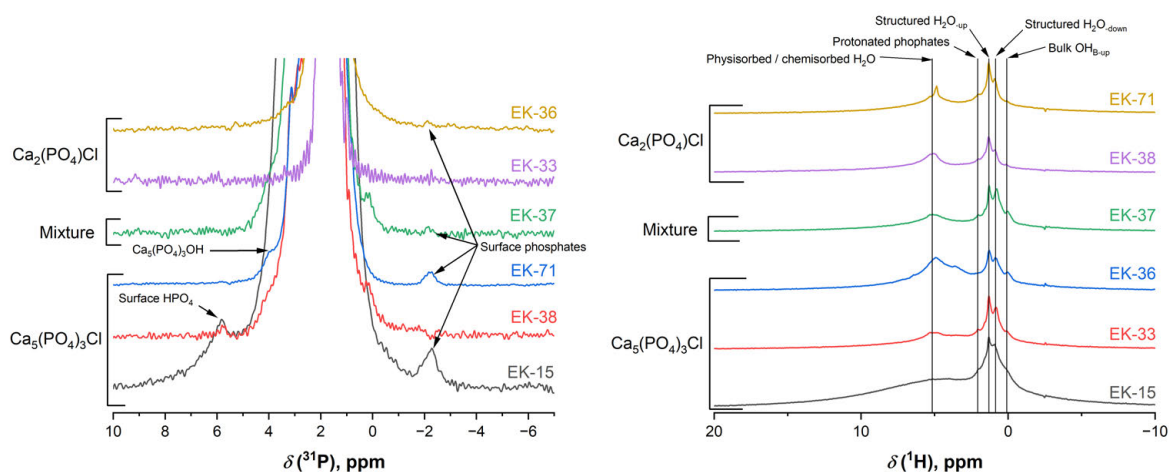 EK-36
Ca2(PO4)Cl
EK-33
EK-37
Mixture
Ca5(PO4)3OH
Surface phosphates
EK-71
Surface HPO4
EK-38
Ca5(PO4)3Cl
EK-15
10 8 6 4 2 0 −2 −4 −6
δ (31P), ppm
Structured H2O-up
Structured H2O-down
Protonated phophates
Bulk OHB-up
Physisorbed / chemisorbed H2O
EK-71
Ca2(PO4)Cl
EK-38
EK-37
Mixture
EK-36
EK-33
Ca5(PO4)3Cl
EK-15
20 10 0 −10
δ (1H), ppm